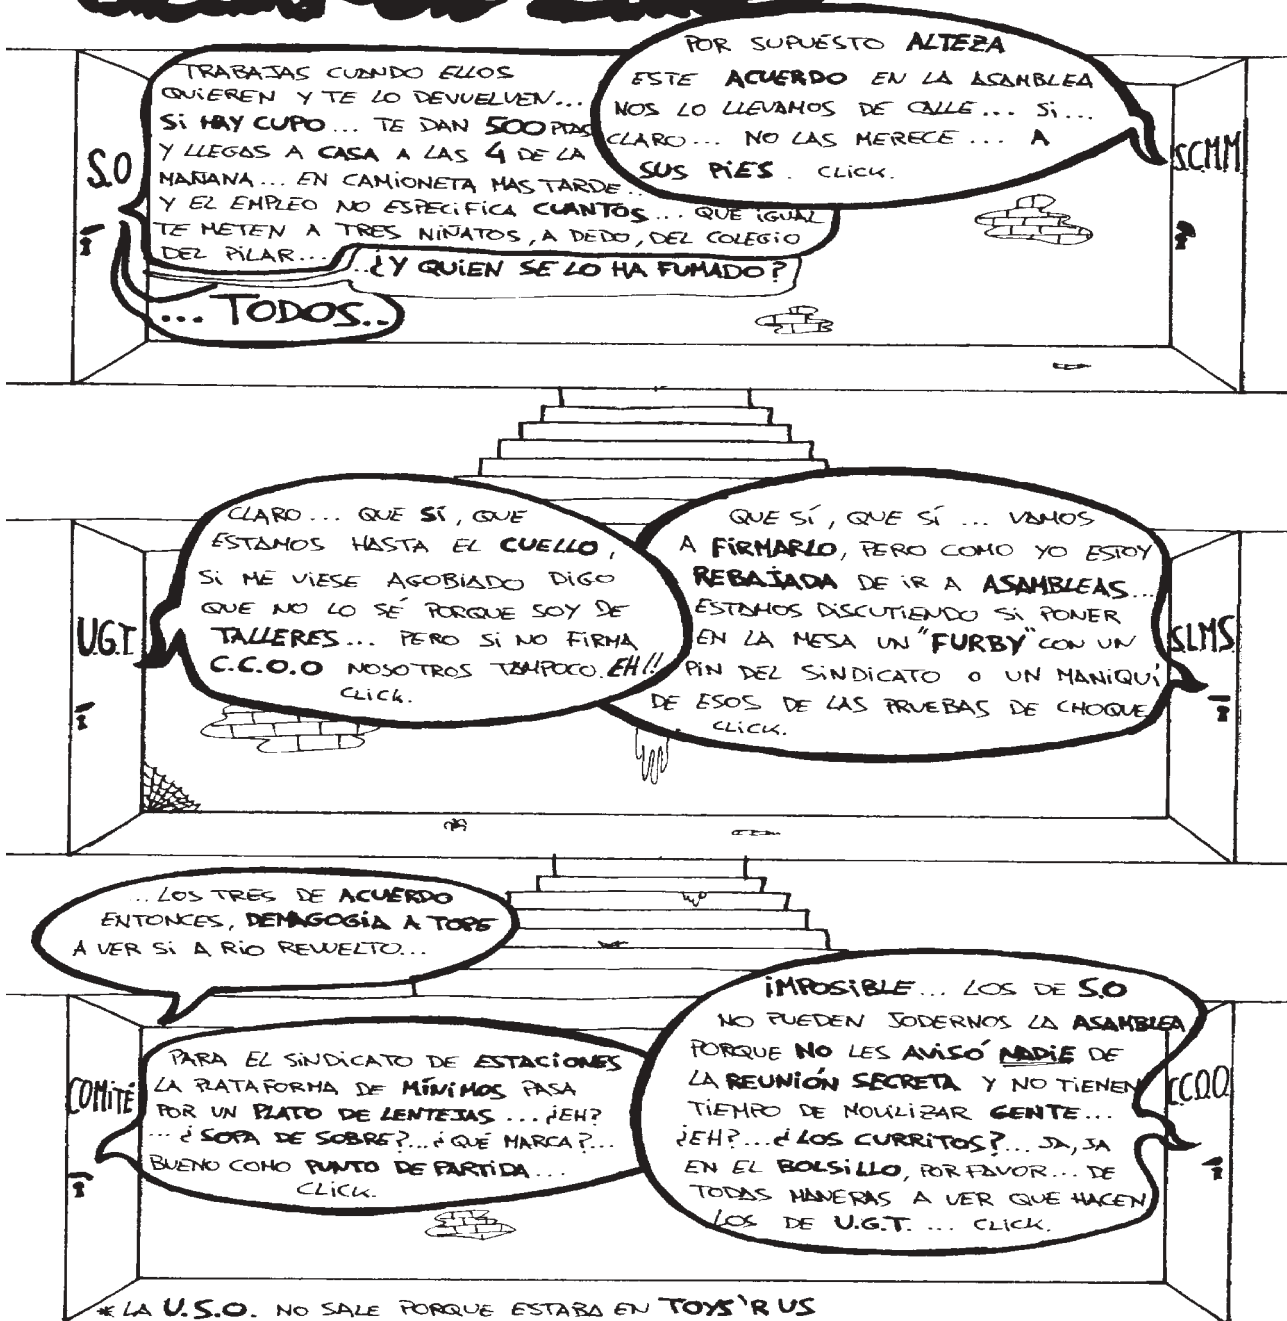 TRABAJAS CUANDO ELLOS
QUIEREN Y TE LO DEVUELVEN...
Si HAY CUPO... TE DAN 500 PTAS
Y LLEGAS A CASA A LAS 4 DE LA
MAÑANA... EN CAMIONETA MAS TARDE...
Y EL EMPLEO NO ESPECiFiCA CUANTOS... QUE iGUAL
TE METEN A TRES NiÑATOS, A DEDO, DEL COLEGiO
DEL PiLAR...
...¿Y QUiEN SE LO HA FUMADO?
... TODOS..
S.O
POR SUPUESTO ALTEZA
ESTE ACUERDO EN LA ASAMBLEA
NOS LO LLEVAMOS DE CALLE... Si...
CLARO... NO LAS MERECE... A
SUS PiES. CLiCK.
S.C.M.M.
CLARO... QUE Sí, QUE
ESTAMOS HASTA EL CUELLO,
Si ME ViESE AGOBiADO DiGO
QUE NO LO SÉ PORQUE SOY DE
TALLERES... PERO Si NO FiRMA
C.C.O.O NOSOTROS TAMPOCO. EH!!
CLiCK.
U.G.T.
QUE Sí, QUE Sí ... VAMOS
A FiRMARLO, PERO COMO YO ESTOY
REBAJADA DE iR A ASAMBLEAS...
ESTAMOS DiSCUTiENDO Si PONER
EN LA MESA UN "FURBY" CON UN
PiN DEL SiNDiCATO O UN MANiQUí
DE ESOS DE LAS PRUEBAS DE CHOQUE
CLiCK.
S.I.M.S.
...LOS TRES DE ACUERDO
ENTONCES, DEMAGOGiA A TOPE
A VER Si A RiO REVUELTO...
PARA EL SiNDiCATO DE ESTACiONES
LA PLATAFORMA DE MíNiMOS PASA
POR UN PLATO DE LENTEJAS ...¿EH?
...¿SOPA DE SOBRE?...¿QUÉ MARCA?...
BUENO COMO PUNTO DE PARTiDA...
CLiCK.
COMiTÉ
iMPOSiBLE... LOS DE S.O
NO PUEDEN JODERNOS LA ASAMBLEA
PORQUE NO LES AViSÓ NADiE DE
LA REUNiÓN SECRETA Y NO TiENEN
TiEMPO DE MOViLiZAR GENTE...
¿EH?...¿LOS CURRiTOS?... JA, JA
EN EL BOLSiLLO, POR FAVOR... DE
TODAS MANERAS A VER QUE HACEN
LOS DE U.G.T. ... CLiCK.
C.C.O.O.
* LA U.S.O. NO SALE PORQUE ESTABA EN TOYS'R US